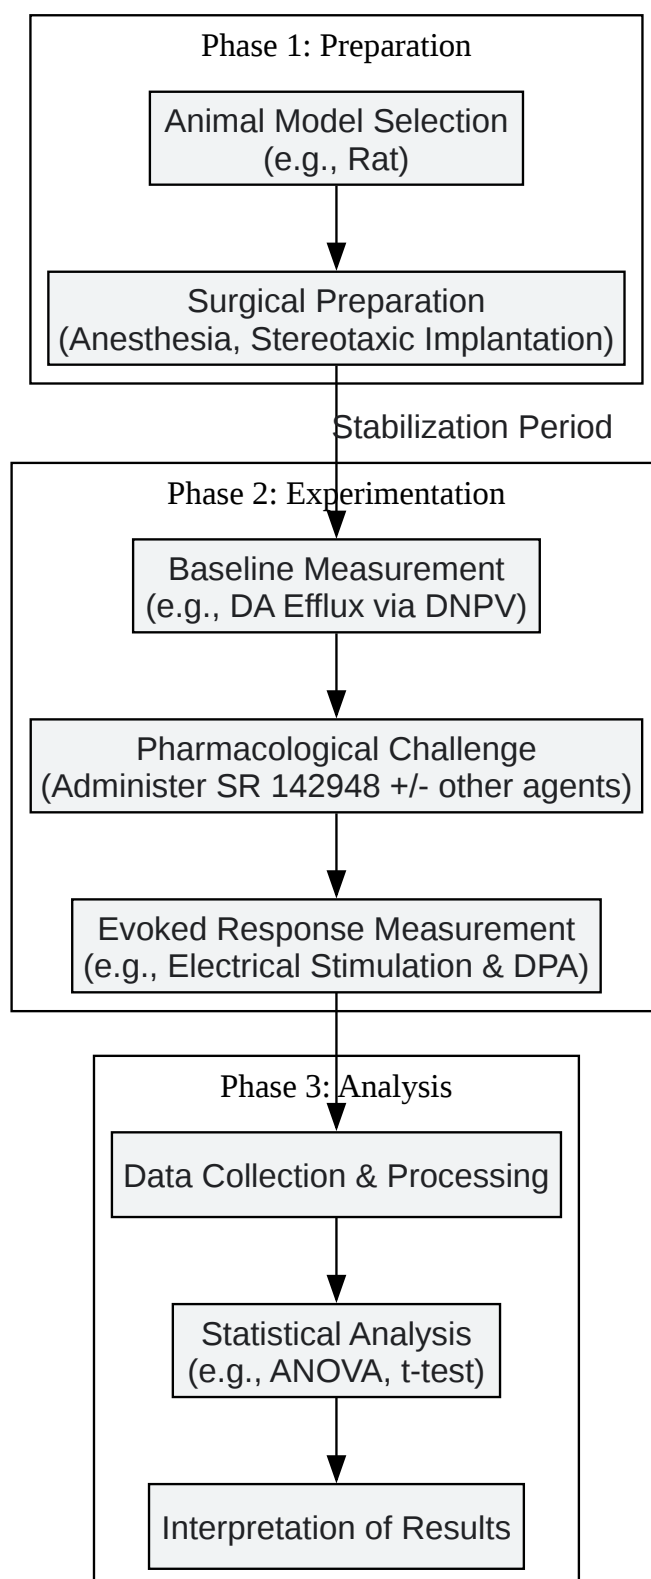 Phase 1: Preparation
Animal Model Selection
(e.g., Rat)
Surgical Preparation
(Anesthesia, Stereotaxic Implantation)
Stabilization Period
Phase 2: Experimentation
Baseline Measurement
(e.g., DA Efflux via DNPV)
Pharmacological Challenge
(Administer SR 142948 +/- other agents)
Evoked Response Measurement
(e.g., Electrical Stimulation & DPA)
Phase 3: Analysis
Data Collection & Processing
Statistical Analysis
(e.g., ANOVA, t-test)
Interpretation of Results